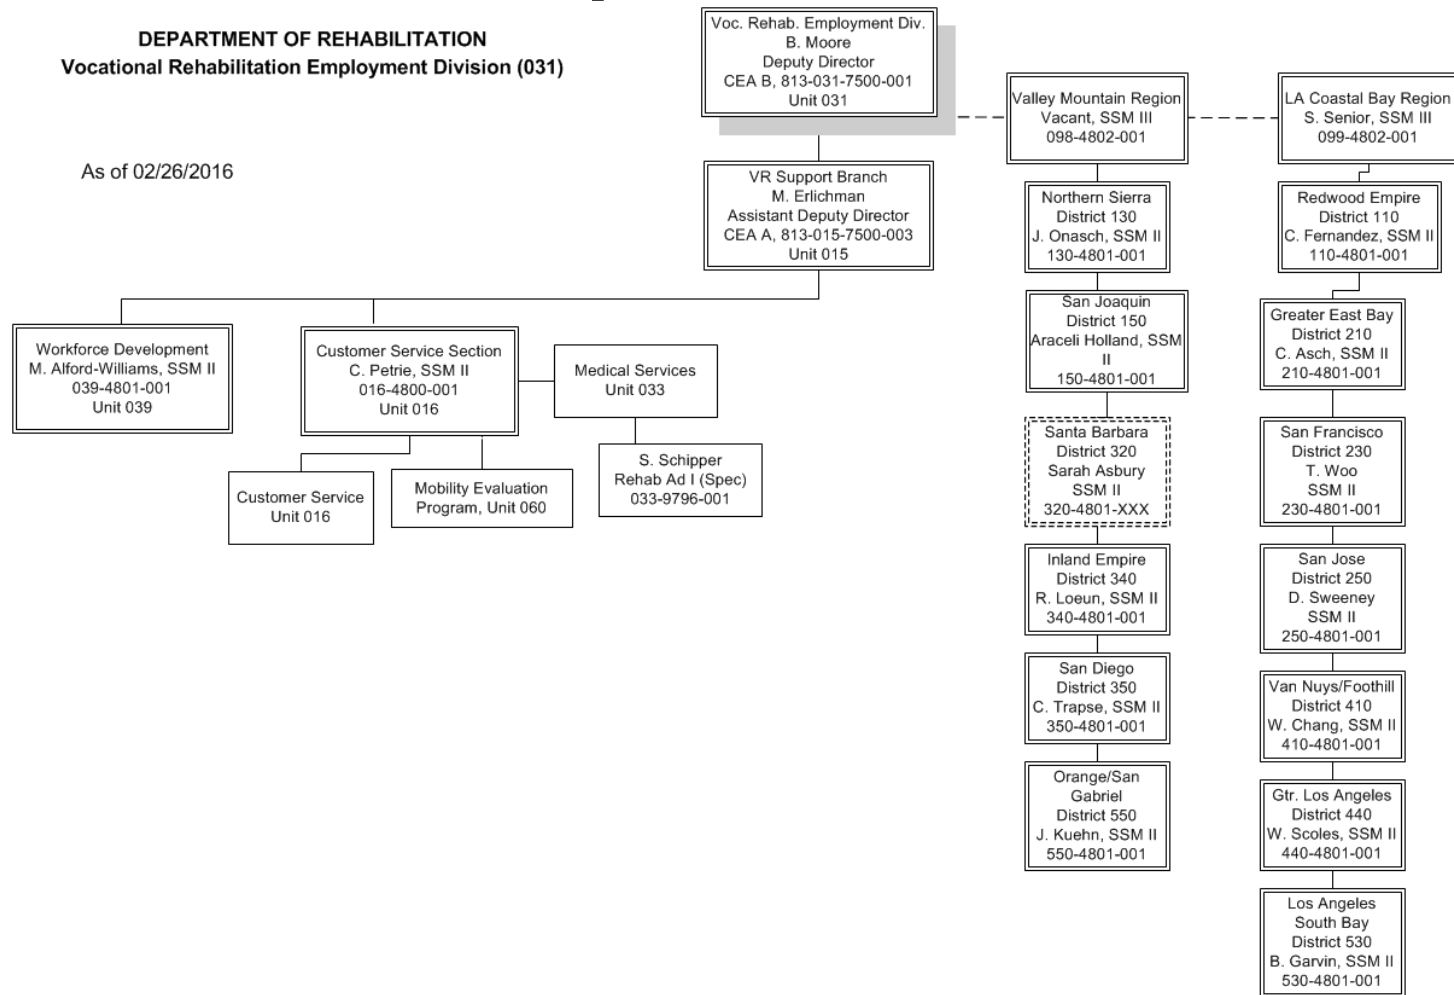 DEPARTMENT OF REHABILITATION
Vocational Rehabilitation Employment Division (031)
As of 02/26/2016
Voc. Rehab. Employment Div.
B. Moore
Deputy Director
CEA B, 813-031-7500-001
Unit 031
VR Support Branch
M. Erlichman
Assistant Deputy Director
CEA A, 813-015-7500-003
Unit 015
Workforce Development
M. Alford-Williams, SSM II
039-4801-001
Unit 039
Customer Service Section
C. Petrie, SSM II
016-4800-001
Unit 016
Medical Services
Unit 033
Customer Service
Unit 016
Mobility Evaluation
Program, Unit 060
S. Schipper
Rehab Ad I (Spec)
033-9796-001
Valley Mountain Region
Vacant, SSM III
098-4802-001
Northern Sierra
District 130
J. Onasch, SSM II
130-4801-001
San Joaquin
District 150
Araceli Holland, SSM
II
150-4801-001
Santa Barbara
District 320
Sarah Asbury
SSM II
320-4801-XXX
Inland Empire
District 340
R. Loeun, SSM II
340-4801-001
San Diego
District 350
C. Trapse, SSM II
350-4801-001
Orange/San
Gabriel
District 550
J. Kuehn, SSM II
550-4801-001
LA Coastal Bay Region
S. Senior, SSM III
099-4802-001
Redwood Empire
District 110
C. Fernandez, SSM II
110-4801-001
Greater East Bay
District 210
C. Asch, SSM II
210-4801-001
San Francisco
District 230
T. Woo
SSM II
230-4801-001
San Jose
District 250
D. Sweeney
SSM II
250-4801-001
Van Nuys/Foothill
District 410
W. Chang, SSM II
410-4801-001
Gtr. Los Angeles
District 440
W. Scoles, SSM II
440-4801-001
Los Angeles
South Bay
District 530
B. Garvin, SSM II
530-4801-001